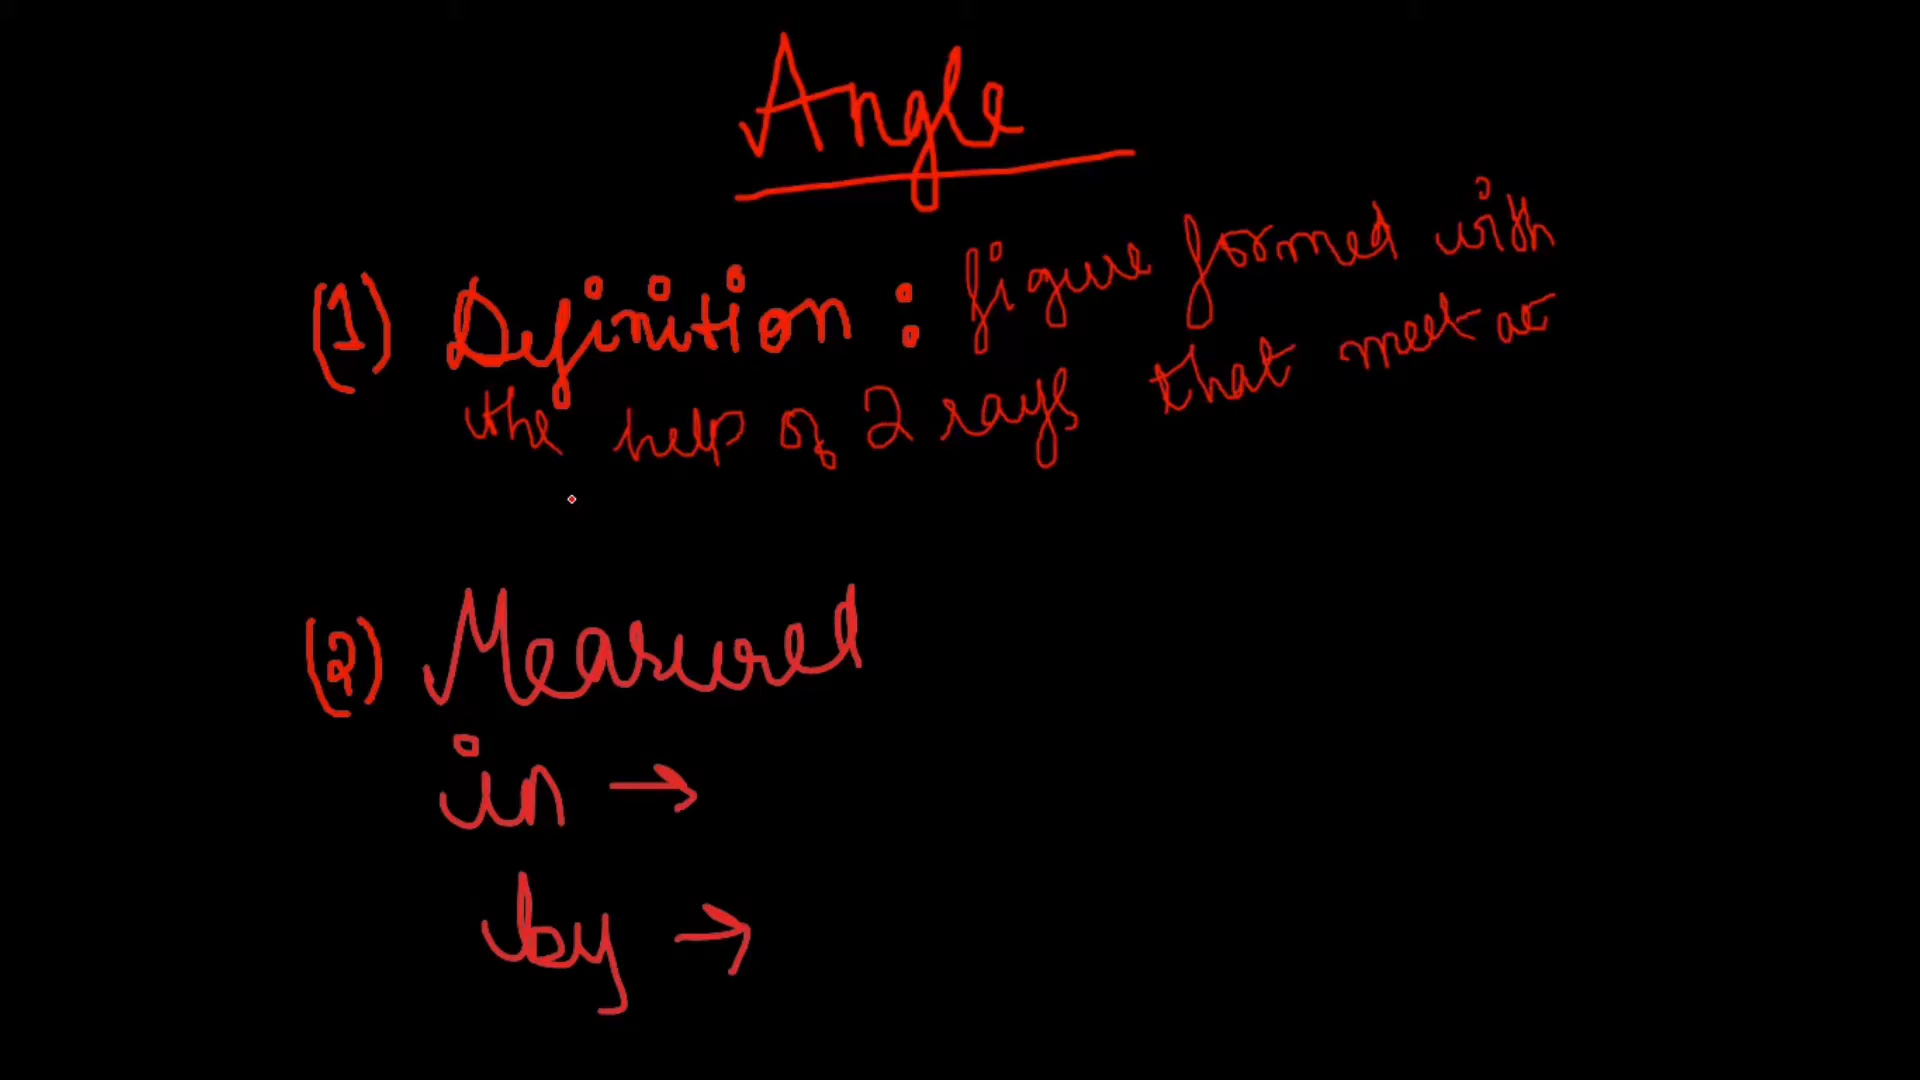 Angle
(1) Definition : figure formed with
the help of 2 rays that meet at
(2) Measured
in →
by →